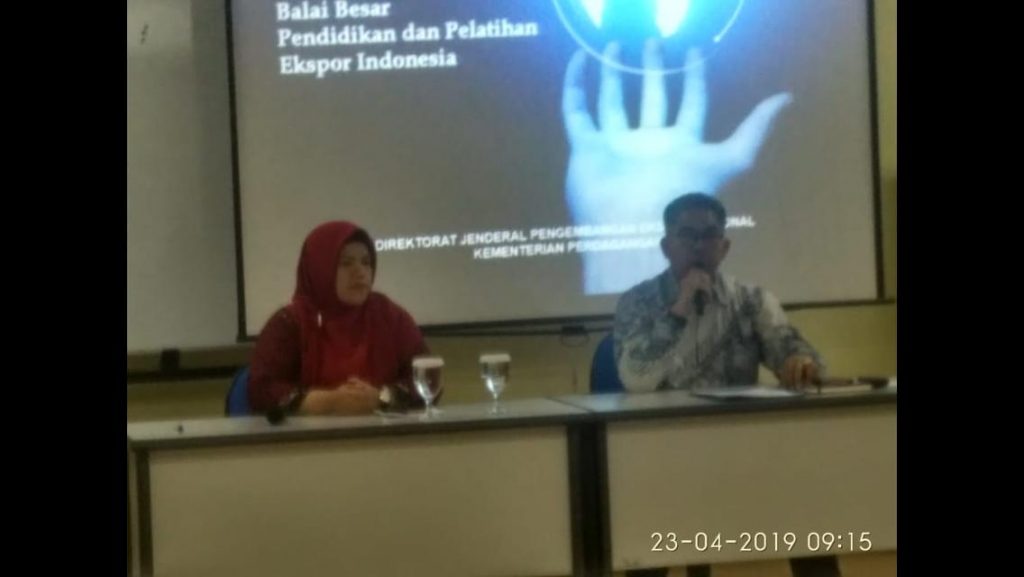 Balai Besar
Pendidikan dan Pelatihan
Ekspor Indonesia
DIREKTORAT JENDERAL PENGEMBANGAN
KEMENTERIAN
23-04-2019 09:15